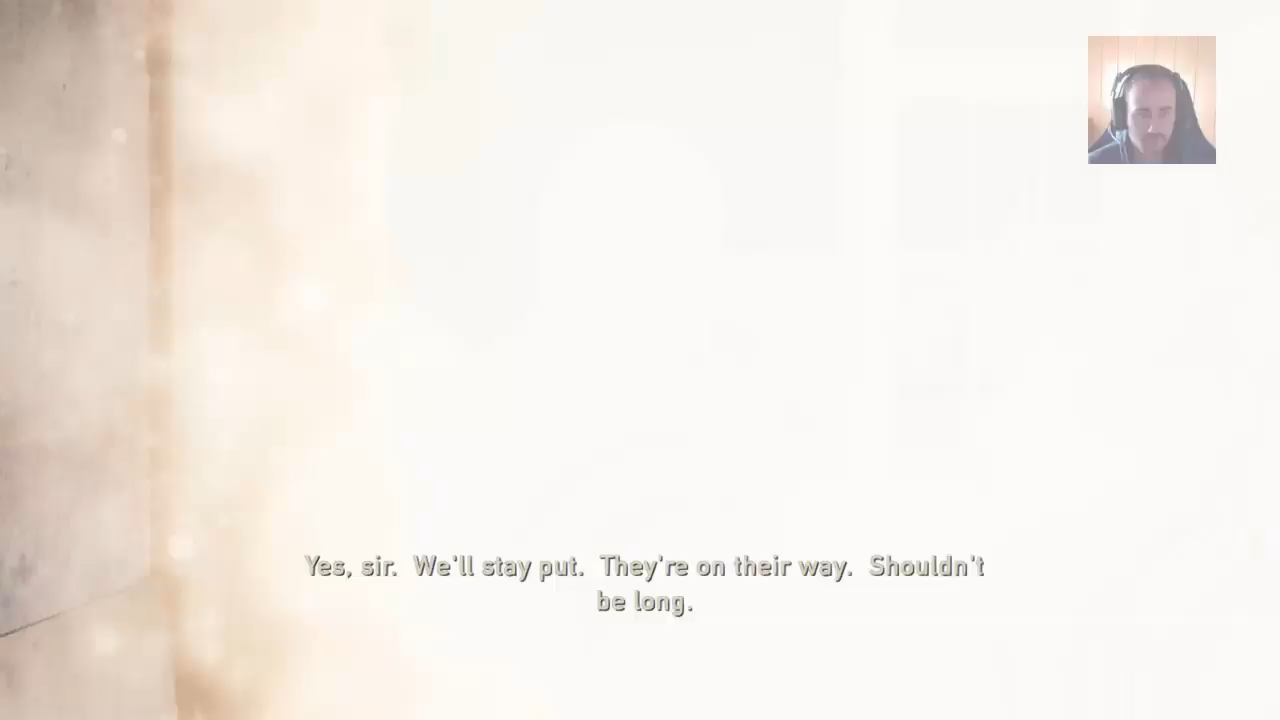 Yes, sir.  We'll stay put.  They're on their way.  Shouldn't
be long.